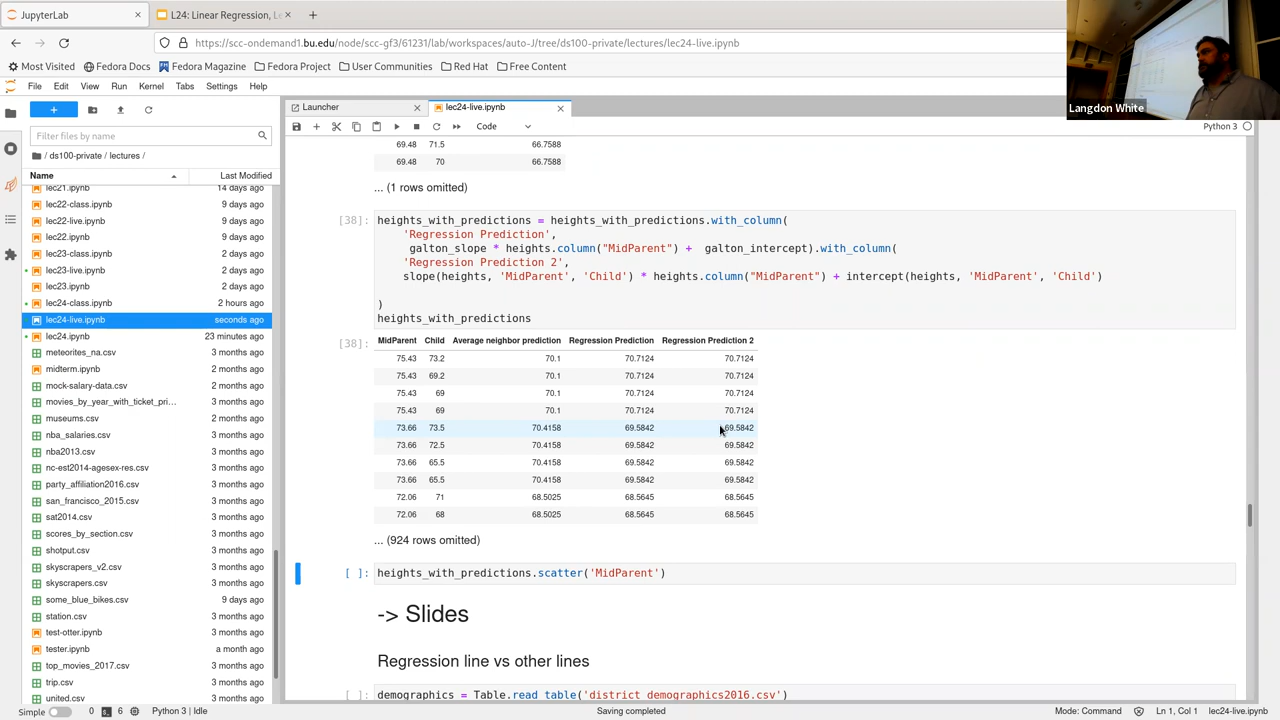 JupyterLab
L24: Linear Regression, Le
https://scc-ondemand1.bu.edu/node/scc-gf3/61231/lab/workspaces/auto-J/tree/ds100-private/lectures/lec24-live.ipynb
Most Visited
Fedora Docs
Fedora Magazine
Fedora Project
User Communities
Red Hat
Free Content
Langdon White
File Edit View Run Kernel Tabs Settings Help
Launcher
lec24-live.ipynb
Code
Python 3
Filter files by name
/ ds100-private / lectures /
Name Last Modified
lec21.ipynb 14 days ago
lec22-class.ipynb 9 days ago
lec22-live.ipynb 9 days ago
lec22.ipynb 9 days ago
lec23-class.ipynb 2 days ago
lec23-live.ipynb 2 days ago
lec23.ipynb 2 days ago
lec24-class.ipynb 2 hours ago
lec24-live.ipynb seconds ago
lec24.ipynb 23 minutes ago
meteorites_na.csv 3 months ago
midterm.ipynb 2 months ago
mock-salary-data.csv 2 months ago
movies_by_year_with_ticket_pri... 3 months ago
museums.csv 2 months ago
nba_salaries.csv 3 months ago
nba2013.csv 3 months ago
nc-est2014-agesex-res.csv 3 months ago
party_affiliation2016.csv 3 months ago
san_francisco_2015.csv 3 months ago
sat2014.csv 3 months ago
scores_by_section.csv 3 months ago
shotput.csv 3 months ago
skyscrapers_v2.csv 3 months ago
skyscrapers.csv 3 months ago
some_blue_bikes.csv 9 days ago
station.csv 3 months ago
test-otter.ipynb 3 months ago
tester.ipynb a month ago
top_movies_2017.csv 3 months ago
trip.csv 3 months ago
united.csv 3 months ago
69.48 71.5 66.7588
69.48 70 66.7588
... (1 rows omitted)
[38]: heights_with_predictions = heights_with_predictions.with_column(
'Regression Prediction',
galton_slope * heights.column("MidParent") + galton_intercept).with_column(
'Regression Prediction 2',
slope(heights, 'MidParent', 'Child') * heights.column("MidParent") + intercept(heights, 'MidParent', 'Child')
)
heights_with_predictions
[38]: MidParent Child Average neighbor prediction Regression Prediction Regression Prediction 2
75.43 73.2 70.1 70.7124 70.7124
75.43 69.2 70.1 70.7124 70.7124
75.43 69 70.1 70.7124 70.7124
75.43 69 70.1 70.7124 70.7124
73.66 73.5 70.4158 69.5842 69.5842
73.66 72.5 70.4158 69.5842 69.5842
73.66 65.5 70.4158 69.5842 69.5842
73.66 65.5 70.4158 69.5842 69.5842
72.06 71 68.5025 68.5645 68.5645
72.06 68 68.5025 68.5645 68.5645
... (924 rows omitted)
[ ]: heights_with_predictions.scatter('MidParent')
-> Slides
Regression line vs other lines
[ ]: demographics = Table.read_table('district_demographics2016.csv')
Simple 0 6 Python 3 | Idle
Saving completed
Mode: Command Ln 1, Col 1 lec24-live.ipynb